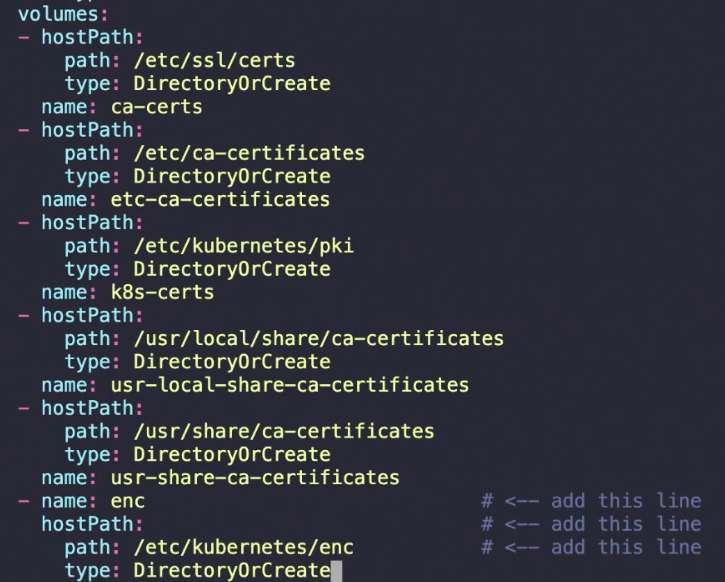 volumes:
- hostPath:
    path: /etc/ssl/certs
    type: DirectoryOrCreate
  name: ca-certs
- hostPath:
    path: /etc/ca-certificates
    type: DirectoryOrCreate
  name: etc-ca-certificates
- hostPath:
    path: /etc/kubernetes/pki
    type: DirectoryOrCreate
  name: k8s-certs
- hostPath:
    path: /usr/local/share/ca-certificates
    type: DirectoryOrCreate
  name: usr-local-share-ca-certificates
- hostPath:
    path: /usr/share/ca-certificates
    type: DirectoryOrCreate
  name: usr-share-ca-certificates
- name: enc                             # <-- add this line
  hostPath:                             # <-- add this line
    path: /etc/kubernetes/enc           # <-- add this line
    type: DirectoryOrCreate